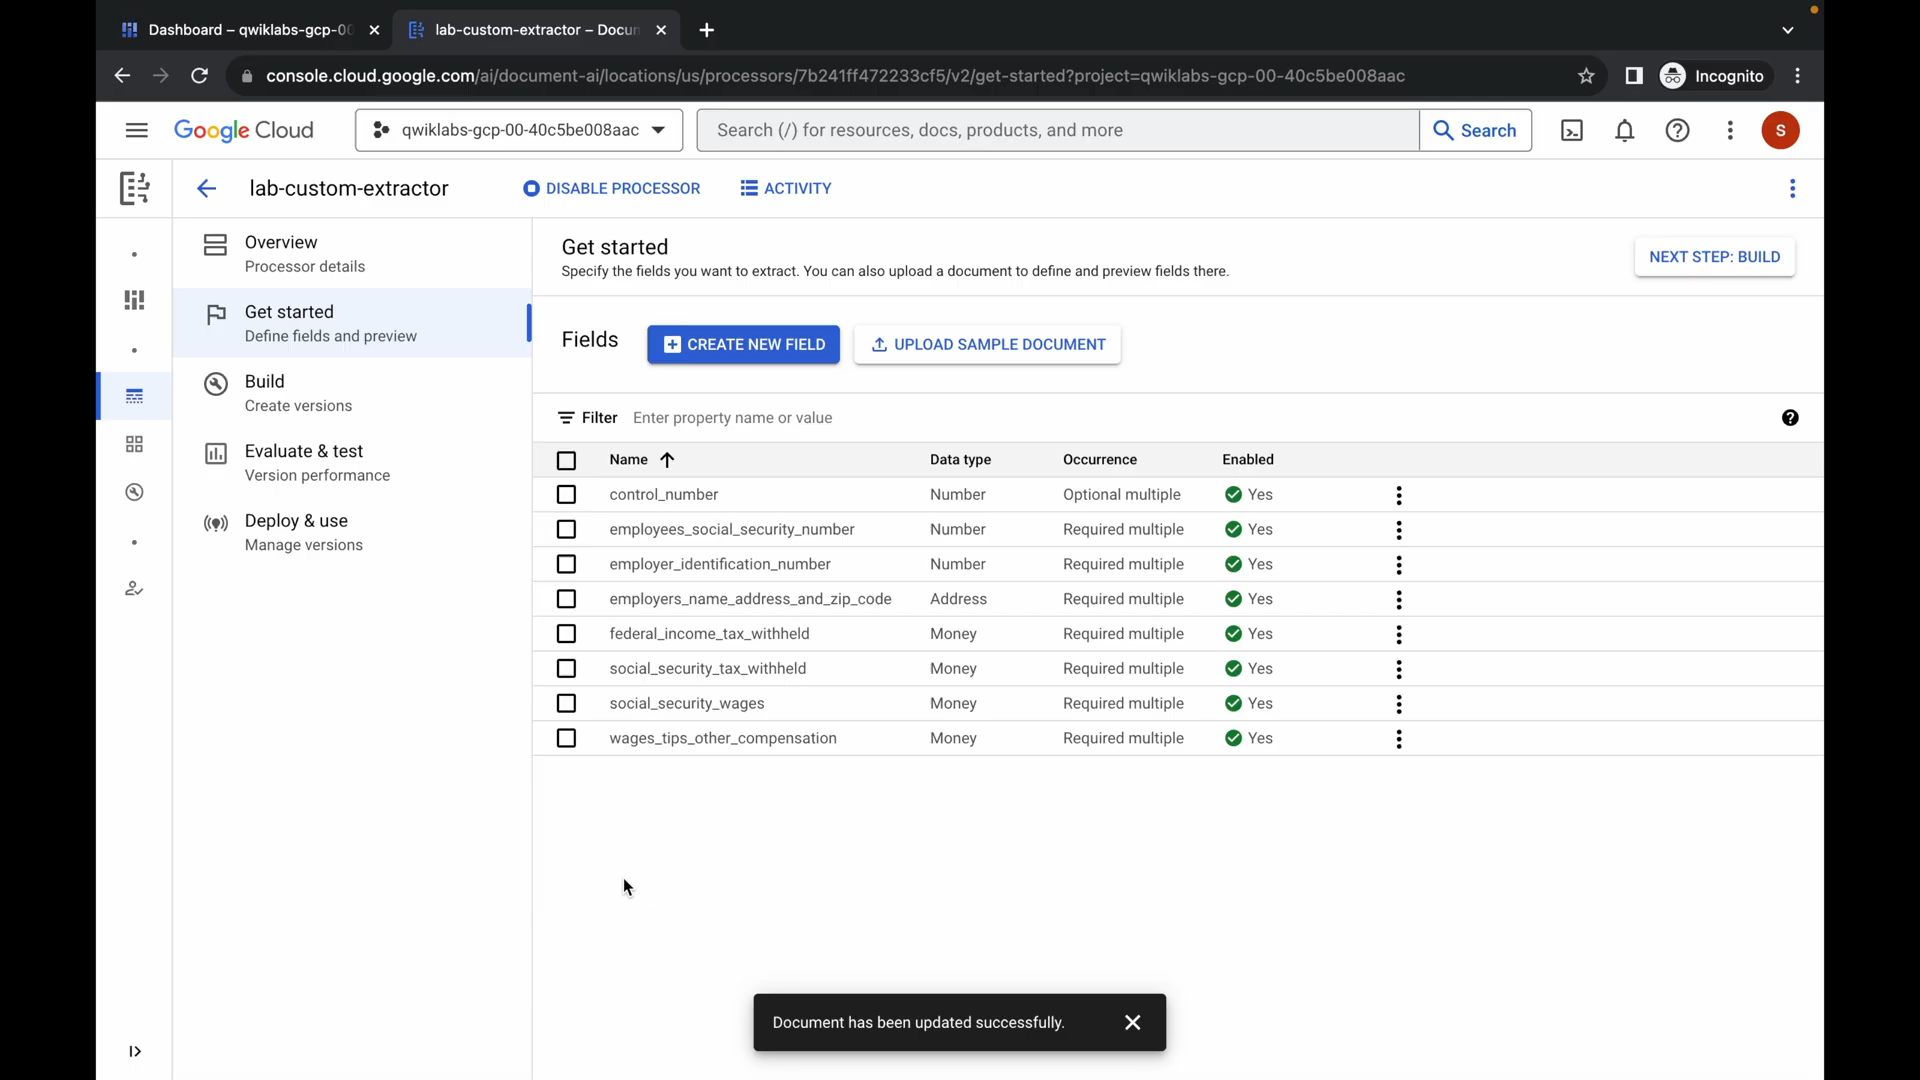 Dashboard – qwiklabs-gcp-00
lab-custom-extractor – Docum
console.cloud.google.com/ai/document-ai/locations/us/processors/7b241ff472233cf5/v2/get-started?project=qwiklabs-gcp-00-40c5be008aac
Incognito
Google Cloud
qwiklabs-gcp-00-40c5be008aac
Search (/) for resources, docs, products, and more
Search
S
lab-custom-extractor
DISABLE PROCESSOR
ACTIVITY
Overview
Processor details
Get started
Define fields and preview
Build
Create versions
Evaluate & test
Version performance
Deploy & use
Manage versions
Get started
Specify the fields you want to extract. You can also upload a document to define and preview fields there.
NEXT STEP: BUILD
Fields
CREATE NEW FIELD
UPLOAD SAMPLE DOCUMENT
Filter Enter property name or value
Name Data type Occurrence Enabled
control_number Number Optional multiple Yes
employees_social_security_number Number Required multiple Yes
employer_identification_number Number Required multiple Yes
employers_name_address_and_zip_code Address Required multiple Yes
federal_income_tax_withheld Money Required multiple Yes
social_security_tax_withheld Money Required multiple Yes
social_security_wages Money Required multiple Yes
wages_tips_other_compensation Money Required multiple Yes
Document has been updated successfully.